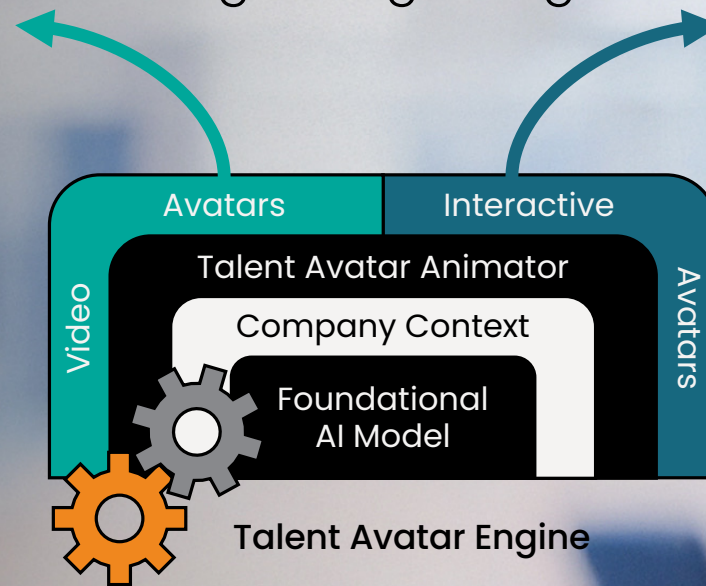 Video Avatars
Interactive Avatars
Talent Avatar Animator
Company Context
Foundational
AI Model
Talent Avatar Engine